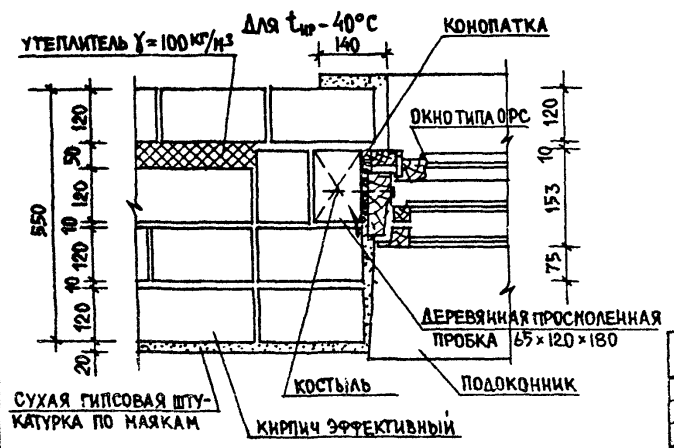 Для tнр-40°С
УТЕПЛИТЕЛЬ γ=100 КГ/М³
140
КОНОПАТКА
ОКНО ТИПА ОРС
120
50
120
10
120
10
120
20
550
120
10
153
75
ДЕРЕВЯННАЯ ПРОСМОЛЕННАЯ
ПРОБКА 65×120×180
КОСТЫЛЬ
ПОДОКОННИК
СУХАЯ ГИПСОВАЯ ШТУ-
КАТУРКА ПО МАЯКАМ
КИРПИЧ ЭФФЕКТИВНЫЙ